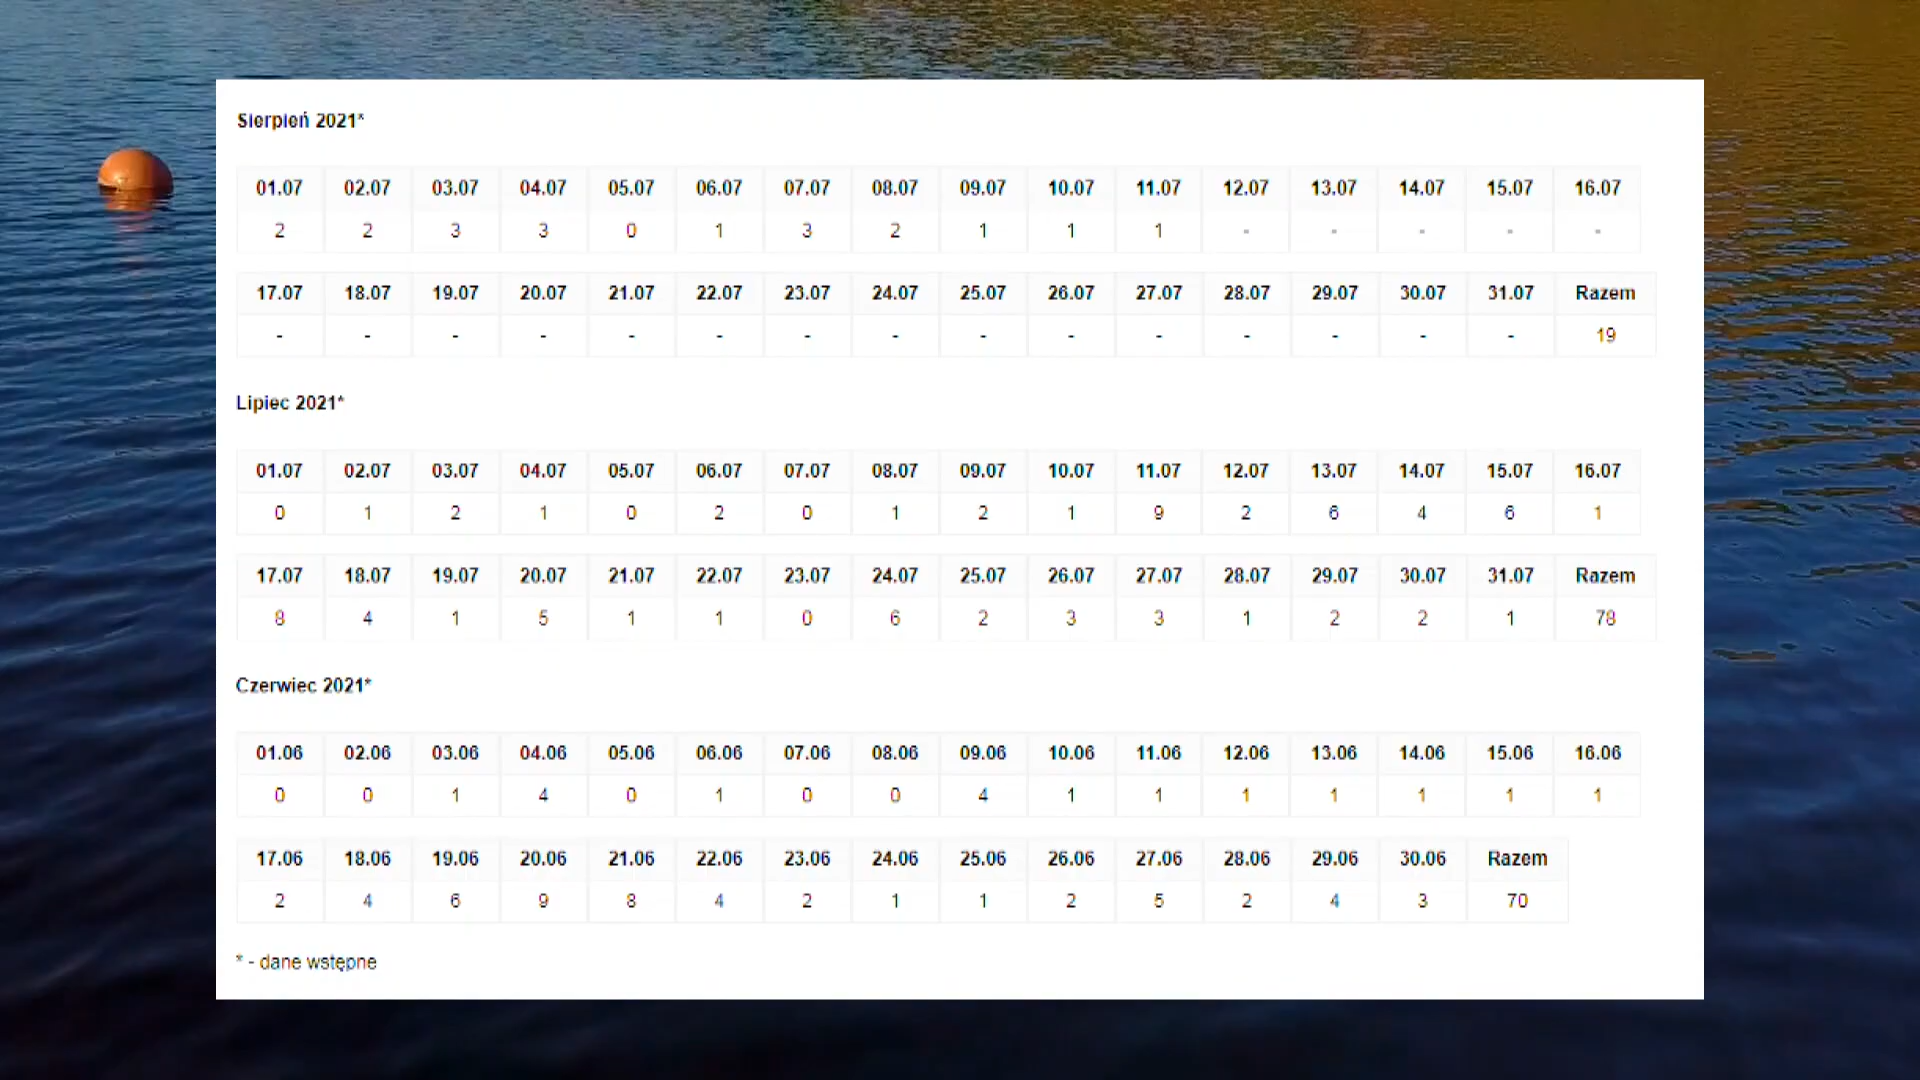 Sierpień 2021*
01.07 02.07 03.07 04.07 05.07 06.07 07.07 08.07 09.07 10.07 11.07 12.07 13.07 14.07 15.07 16.07
2 2 3 3 0 1 3 2 1 1 1 - - - - -
17.07 18.07 19.07 20.07 21.07 22.07 23.07 24.07 25.07 26.07 27.07 28.07 29.07 30.07 31.07 Razem
- - - - - - - - - - - - - - - 19
Lipiec 2021*
01.07 02.07 03.07 04.07 05.07 06.07 07.07 08.07 09.07 10.07 11.07 12.07 13.07 14.07 15.07 16.07
0 1 2 1 0 2 0 1 2 1 9 2 6 4 6 1
17.07 18.07 19.07 20.07 21.07 22.07 23.07 24.07 25.07 26.07 27.07 28.07 29.07 30.07 31.07 Razem
8 4 1 5 1 1 0 6 2 3 3 1 2 2 1 78
Czerwiec 2021*
01.06 02.06 03.06 04.06 05.06 06.06 07.06 08.06 09.06 10.06 11.06 12.06 13.06 14.06 15.06 16.06
0 0 1 4 0 1 0 0 4 1 1 1 1 1 1 1
17.06 18.06 19.06 20.06 21.06 22.06 23.06 24.06 25.06 26.06 27.06 28.06 29.06 30.06 Razem
2 4 6 9 8 4 2 1 1 2 5 2 4 3 70
* - dane wstępne